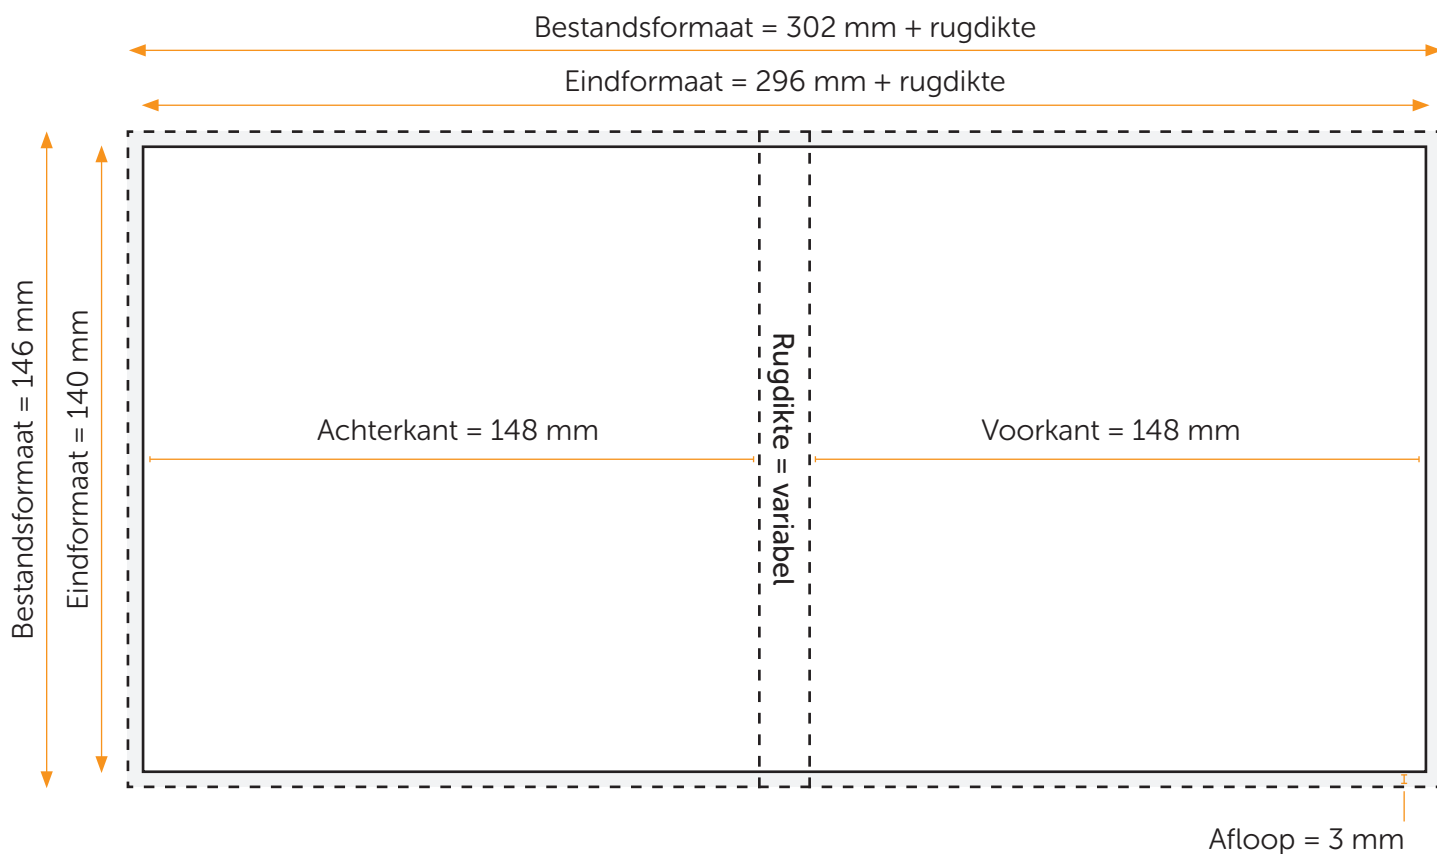 Bestandsformaat = 302 mm + rugdikte
Eindformaat = 296 mm + rugdikte
Bestandsformaat = 146 mm
Eindformaat = 140 mm
Achterkant = 148 mm
Rugdikte = variabel
Voorkant = 148 mm
Afloop = 3 mm